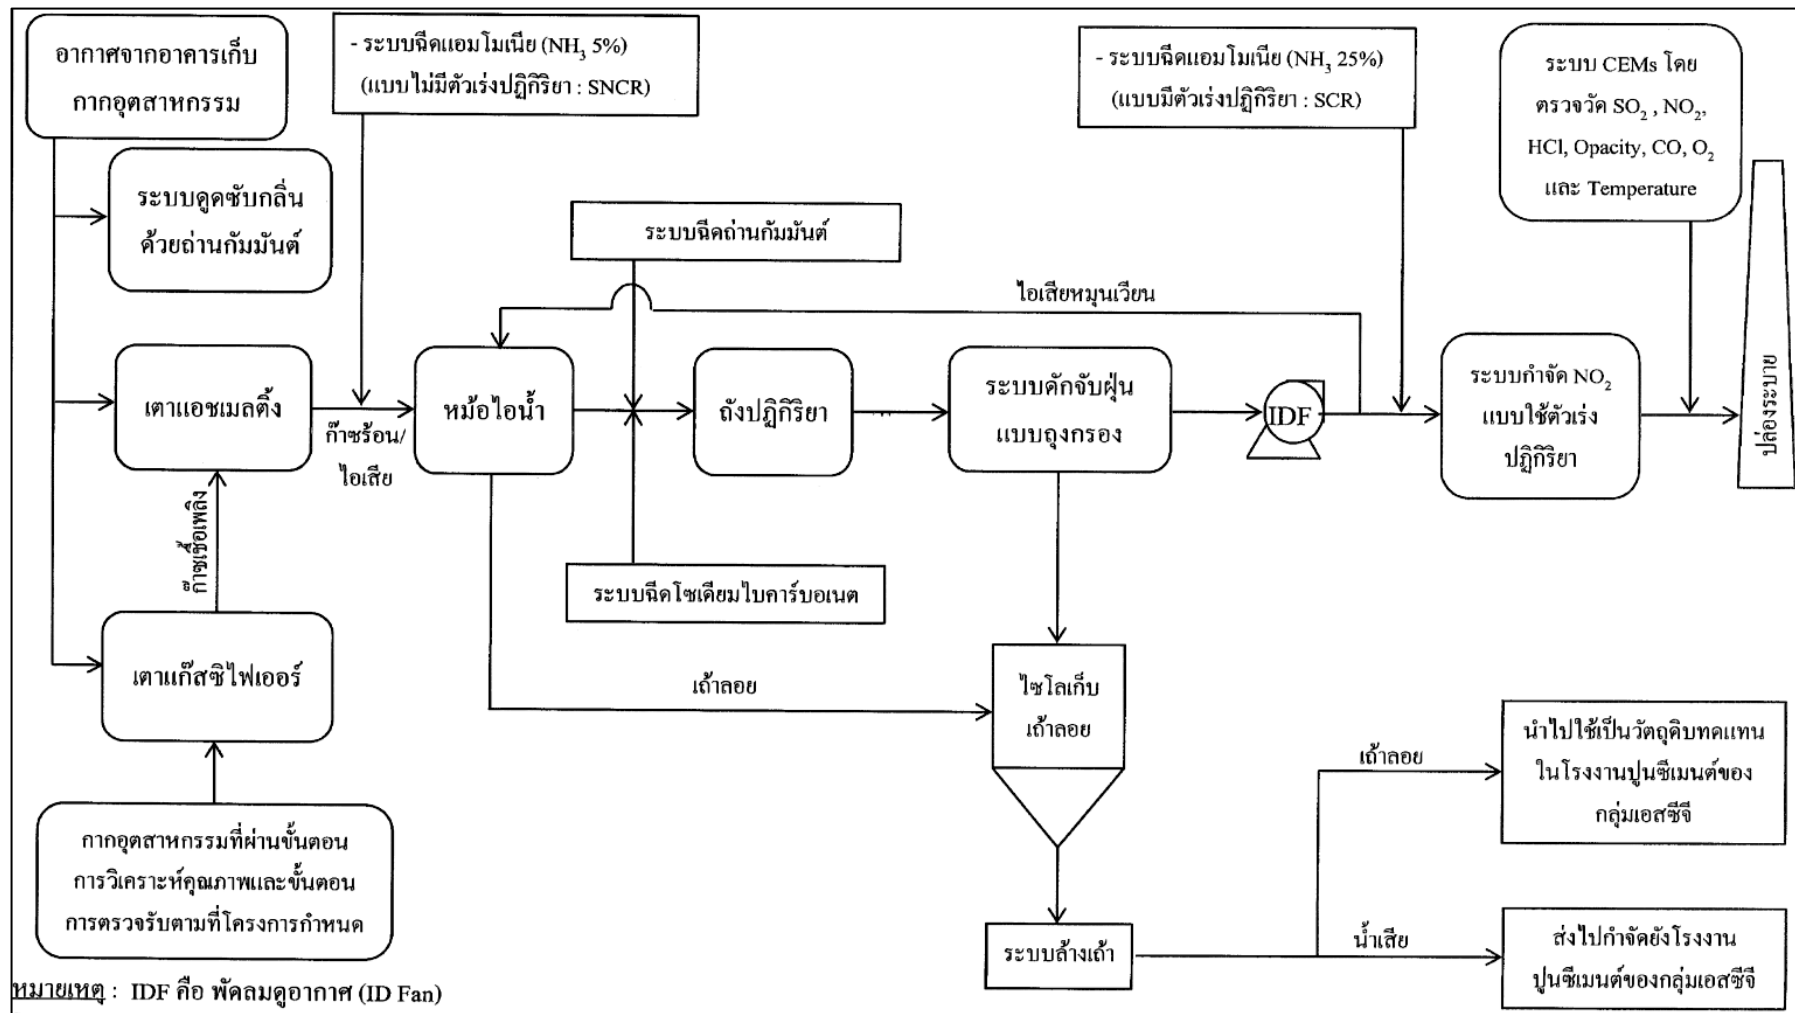 อากาศจากอาคารเก็บ
กากอุตสาหกรรม
- ระบบฉีดแอมโมเนีย (NH3 5%)
(แบบไม่มีตัวเร่งปฏิกิริยา : SNCR)
- ระบบฉีดแอมโมเนีย (NH3 25%)
(แบบมีตัวเร่งปฏิกิริยา : SCR)
ระบบ CEMs โดย
ตรวจวัด SO2 , NO2,
HCl, Opacity, CO, O2
และ Temperature
ระบบดูดซับกลิ่น
ด้วยถ่านกัมมันต์
ระบบฉีดถ่านกัมมันต์
ไอเสียหมุนเวียน
เตาแอชเมลติ้ง
ก๊าซร้อน/
ไอเสีย
หม้อไอน้ำ
ถังปฏิกิริยา
ระบบดักจับฝุ่น
แบบถุงกรอง
IDF
ระบบกำจัด NO2
แบบใช้ตัวเร่ง
ปฏิกิริยา
ปล่องระบาย
ก๊าซเชื้อเพลิง
ระบบฉีดโซเดียมไบคาร์บอเนต
เตาแก๊สซิไฟเออร์
เถ้าลอย
ไซโลเก็บ
เถ้าลอย
เถ้าลอย
นำไปใช้เป็นวัตถุดิบทดแทน
ในโรงงานปูนซีเมนต์ของ
กลุ่มเอสซีจี
กากอุตสาหกรรมที่ผ่านขั้นตอน
การวิเคราะห์คุณภาพและขั้นตอน
การตรวจรับตามที่โครงการกำหนด
ระบบล้างเถ้า
น้ำเสีย
ส่งไปกำจัดยังโรงงาน
ปูนซีเมนต์ของกลุ่มเอสซีจี
หมายเหตุ : IDF คือ พัดลมดูอากาศ (ID Fan)